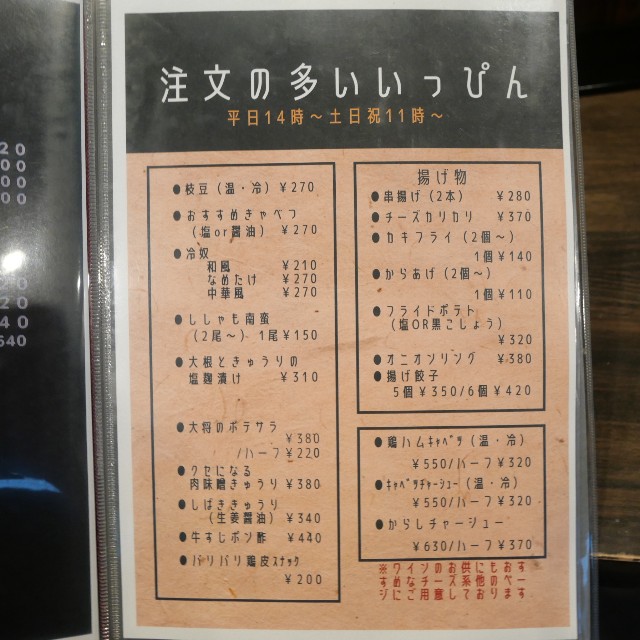 20
00
00
00
20
40
640
注文の多いいっぴん
平日14時～土日祝11時～
●枝豆（温・冷）¥270
●おすすめきゃべつ
（塩or醤油） ¥270
●冷奴
和風 ¥210
なめたけ ¥270
中華風 ¥270
●ししゃも南蛮
（2尾～）1尾¥150
●大根ときゅうりの
塩麹漬け ¥310
●大将のポテサラ
¥380
/ハーフ¥220
●クセになる
肉味噌きゅうり ¥380
●しばききゅうり
（生姜醤油） ¥340
●牛すじポン酢 ¥440
●パリパリ鶏皮ｽﾅｯｸ
¥200
揚げ物
●串揚げ（2本） ¥280
●チーズカリカリ ¥370
●カキフライ（2個～）
1個¥140
●からあげ（2個～）
1個¥110
●フライドポテト
（塩OR黒こしょう）
¥320
●オニオンリング ¥380
●揚げ餃子
5個¥350/6個¥420
●鶏ハムｷｬﾍﾞﾂ（温・冷）
¥550/ハーフ¥320
●ｷｬﾍﾞﾂﾁｬｰｼｭｰ（温・冷）
¥550/ハーフ¥320
●からしチャーシュー
¥630/ハーフ¥370
※ワインのお供にもおす
すめなチーズ系他のペー
ジにご用意しております